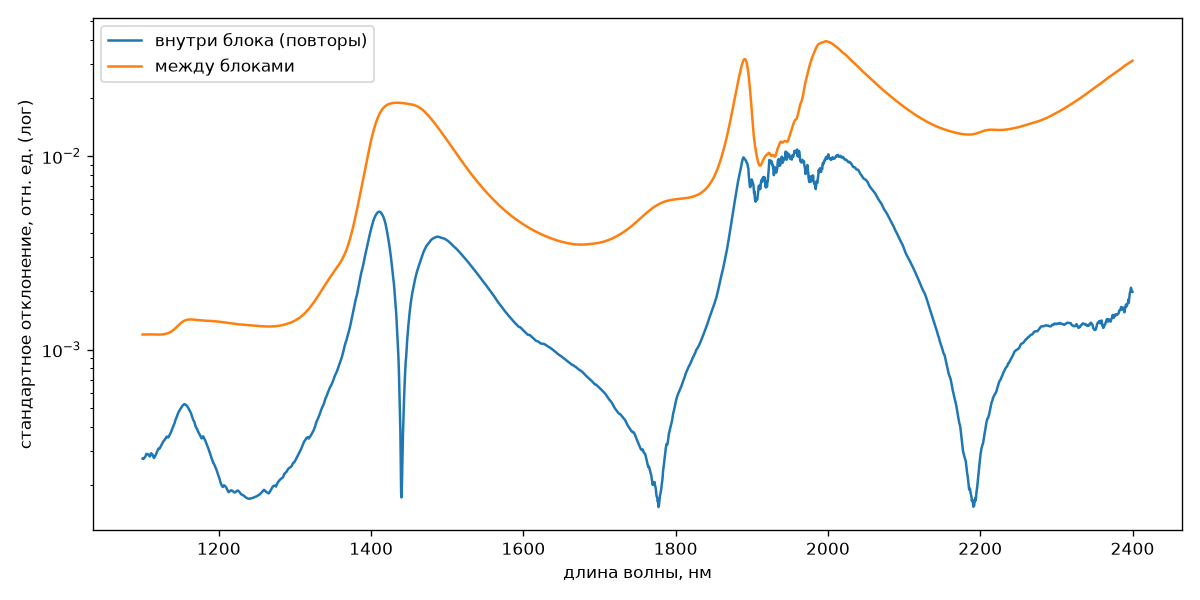 внутри блока (повторы)
между блоками
стандартное отклонение, отн. ед. (лог)
10⁻²
10⁻³
1200 1400 1600 1800 2000 2200 2400
длина волны, нм